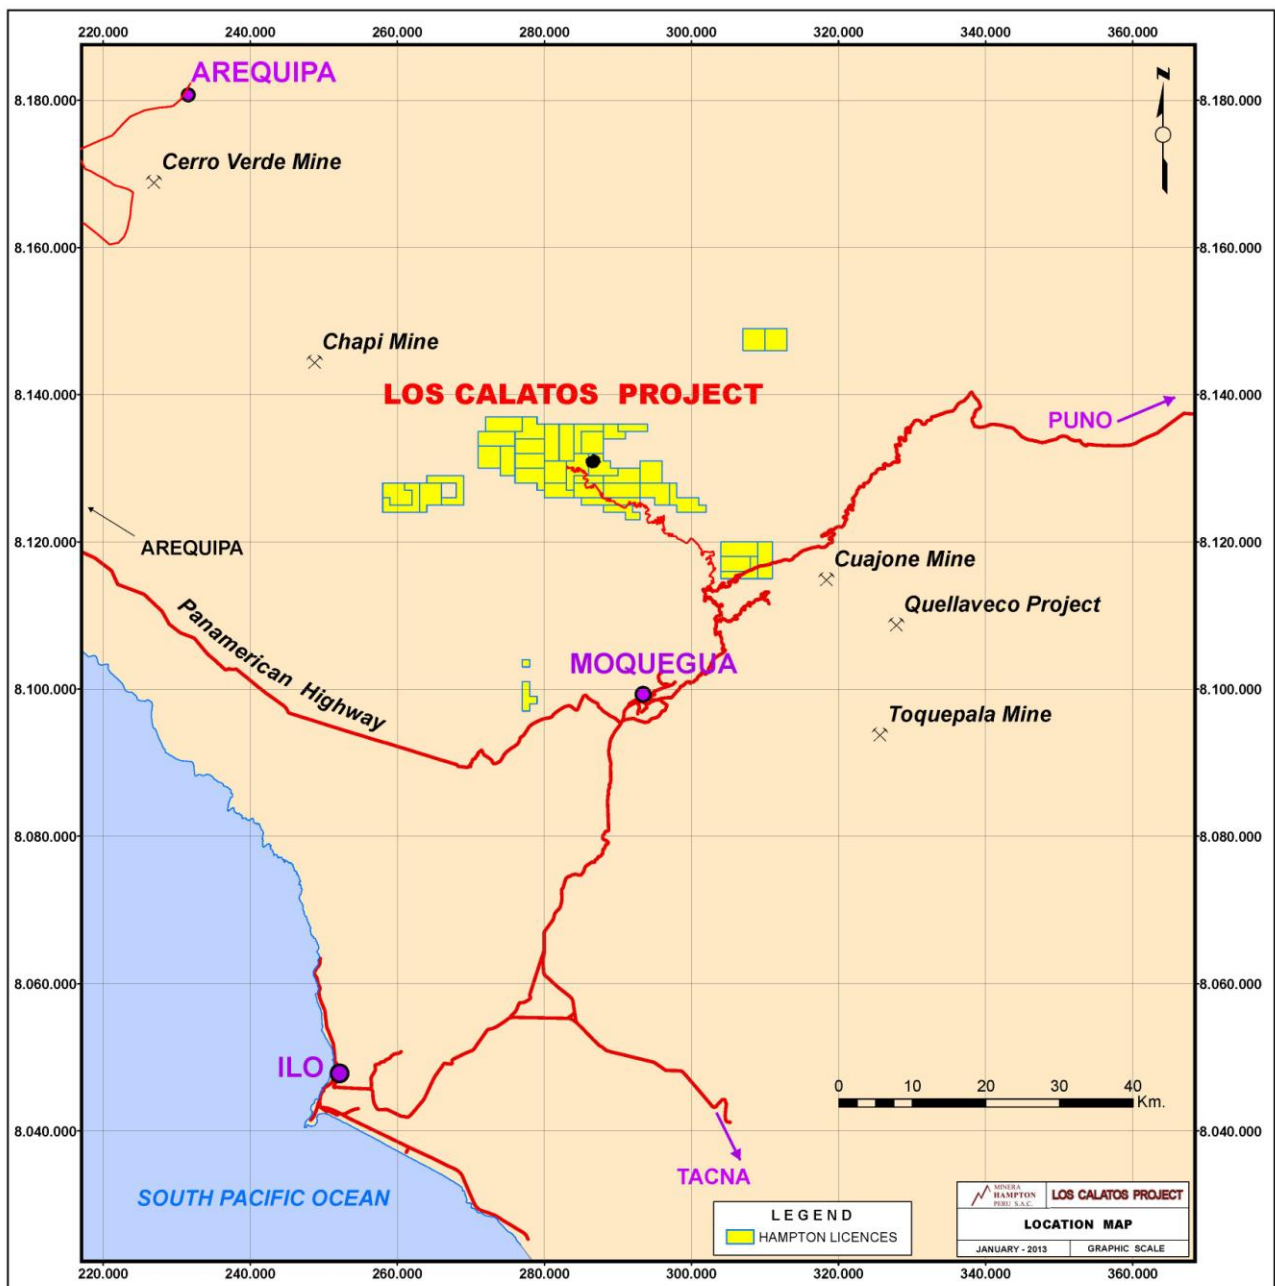 220.000 240.000 260.000 280.000 300.000 320.000 340.000 360.000
AREQUIPA
z
8.180.000 8.180.000
Cerro Verde Mine
8.160.000 8.160.000
Chapi Mine
8.140.000 8.140.000
LOS CALATOS PROJECT
PUNO
AREQUIPA
8.120.000 8.120.000
Cuajone Mine
Quellaveco Project
Panamerican Highway
MOQUEGUA
8.100.000 8.100.000
Toquepala Mine
8.080.000 8.080.000
8.060.000 8.060.000
ILO
0 10 20 30 40
Km.
8.040.000 8.040.000
TACNA
SOUTH PACIFIC OCEAN
LEGEND
HAMPTON LICENCES
MINERA
HAMPTON
PERU S.A.C.
LOS CALATOS PROJECT
LOCATION MAP
JANUARY - 2013 GRAPHIC SCALE
220.000 240.000 260.000 280.000 300.000 320.000 340.000 360.000